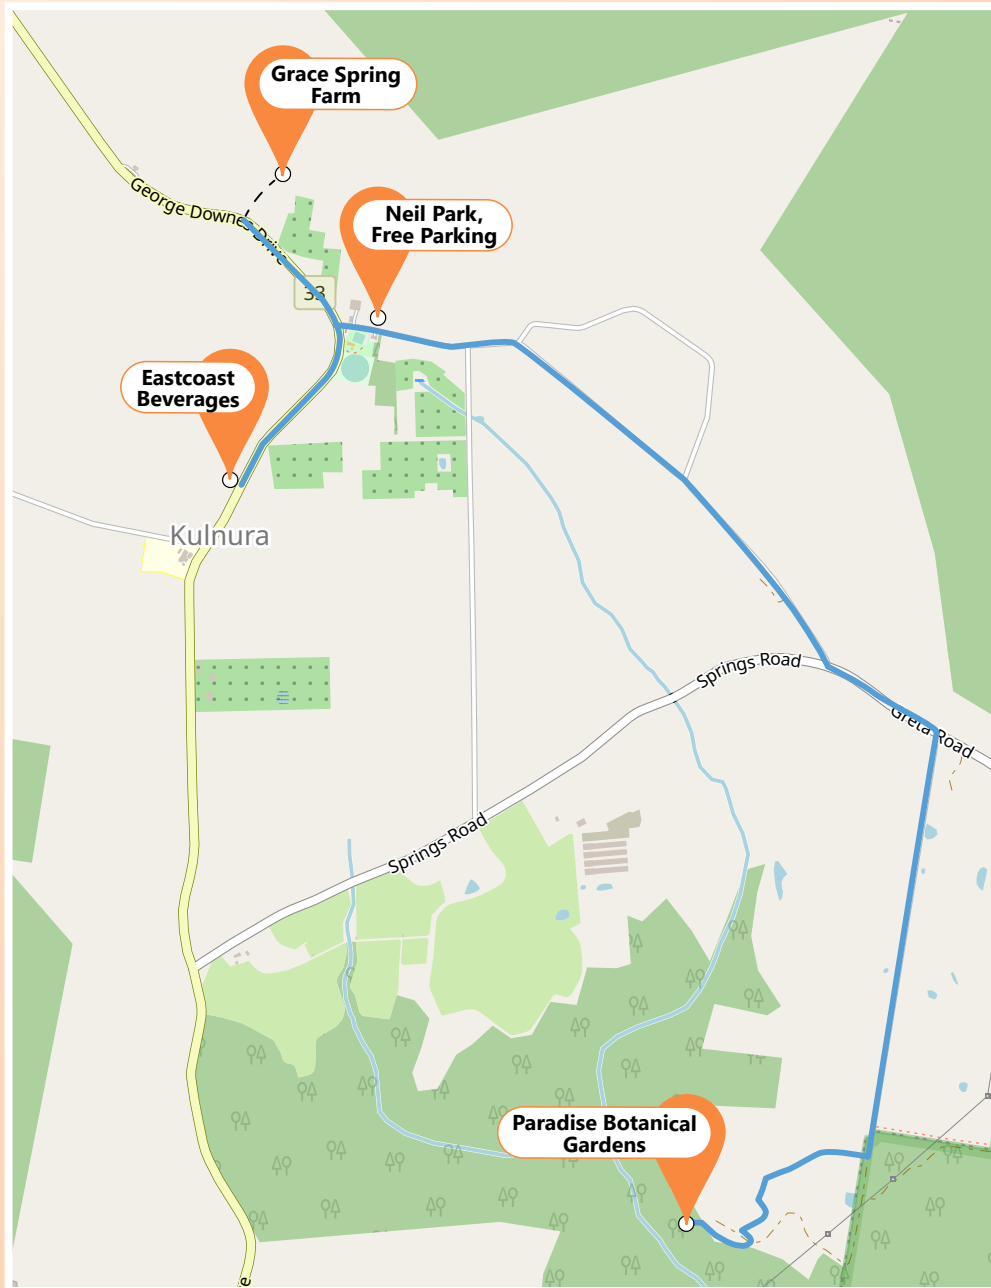 Grace Spring
Farm
George Downes Drive
Neil Park,
Free Parking
33
Eastcoast
Beverages
Kulnura
Springs Road
Greta Road
Springs Road
Paradise Botanical
Gardens
e